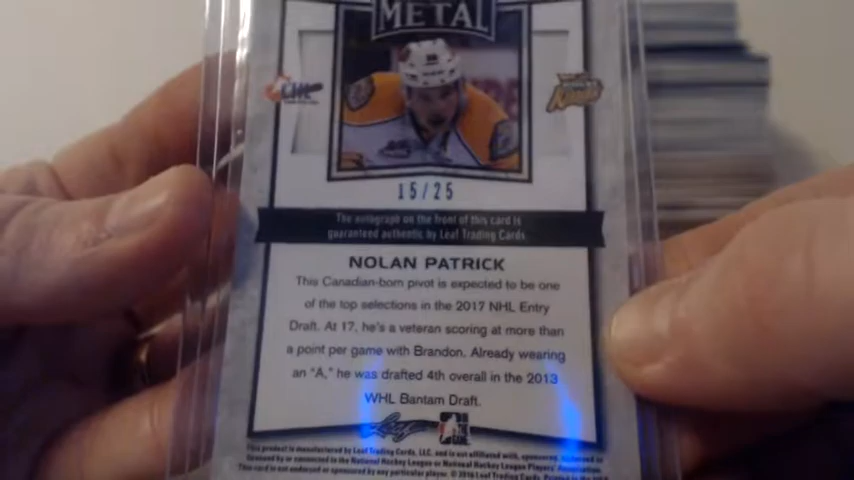 METAL
CHL
15/25
The autograph on the front of this card is
guaranteed authentic by Leaf Trading Cards
NOLAN PATRICK
This Canadian-born pivot is expected to be one
of the top selections in the 2017 NHL Entry
Draft. At 17, he's a veteran scoring at more than
a point per game with Brandon. Already wearing
an "A," he was drafted 4th overall in the 2013
WHL Bantam Draft.
Leaf
This product is manufactured by Leaf Trading Cards, LLC. and is not affiliated with, sponsored, endorsed or
licensed by or connected to the National Hockey League or National Hockey League Players' Association.
This card is not endorsed or sponsored by any particular player. © 2016 Leaf Trading Cards. Printed in the USA